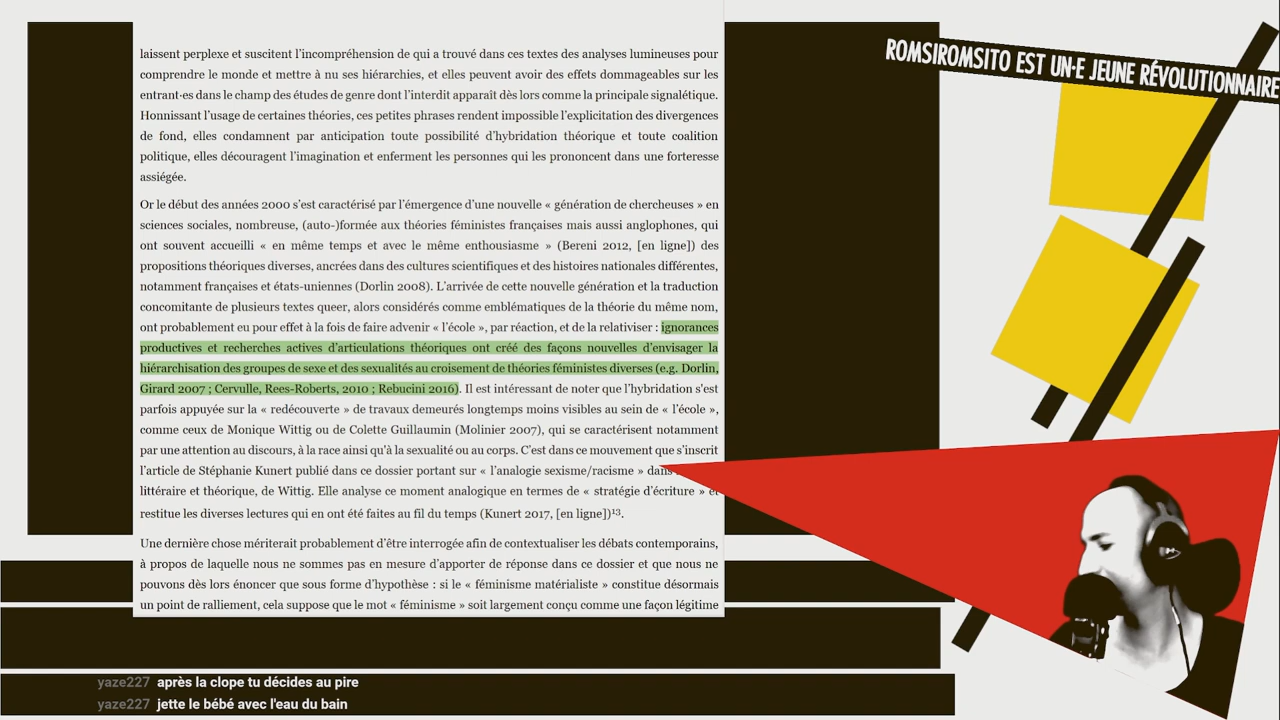 laissent perplexe et suscitent l'incompréhension de qui a trouvé dans ces textes des analyses lumineuses pour
comprendre le monde et mettre à nu ses hiérarchies, et elles peuvent avoir des effets dommageables sur les
entrant·es dans le champ des études de genre dont l'interdit apparaît dès lors comme la principale signalétique.
Honnissant l'usage de certaines théories, ces petites phrases rendent impossible l'explicitation des divergences
de fond, elles condamnent par anticipation toute possibilité d'hybridation théorique et toute coalition
politique, elles découragent l'imagination et enferment les personnes qui les prononcent dans une forteresse
assiégée.
Or le début des années 2000 s'est caractérisé par l'émergence d'une nouvelle « génération de chercheuses » en
sciences sociales, nombreuse, (auto-)formée aux théories féministes françaises mais aussi anglophones, qui
ont souvent accueilli « en même temps et avec le même enthousiasme » (Bereni 2012, [en ligne]) des
propositions théoriques diverses, ancrées dans des cultures scientifiques et des histoires nationales différentes,
notamment françaises et états-uniennes (Dorlin 2008). L'arrivée de cette nouvelle génération et la traduction
concomitante de plusieurs textes queer, alors considérés comme emblématiques de la théorie du même nom,
ont probablement eu pour effet à la fois de faire advenir « l'école », par réaction, et de la relativiser : ignorances
productives et recherches actives d'articulations théoriques ont créé des façons nouvelles d'envisager la
hiérarchisation des groupes de sexe et des sexualités au croisement de théories féministes diverses (e.g. Dorlin,
Girard 2007 ; Cervulle, Rees-Roberts, 2010 ; Rebucini 2016). Il est intéressant de noter que l'hybridation s'est
parfois appuyée sur la « redécouverte » de travaux demeurés longtemps moins visibles au sein de « l'école »,
comme ceux de Monique Wittig ou de Colette Guillaumin (Molinier 2007), qui se caractérisent notamment
par une attention au discours, à la race ainsi qu'à la sexualité ou au corps. C'est dans ce mouvement que s'inscrit
l'article de Stéphanie Kunert publié dans ce dossier portant sur « l'analogie sexisme/racisme » dans
littéraire et théorique, de Wittig. Elle analyse ce moment analogique en termes de « stratégie d'écriture » et
restitue les diverses lectures qui en ont été faites au fil du temps (Kunert 2017, [en ligne])¹³.
Une dernière chose mériterait probablement d'être interrogée afin de contextualiser les débats contemporains,
à propos de laquelle nous ne sommes pas en mesure d'apporter de réponse dans ce dossier et que nous ne
pouvons dès lors énoncer que sous forme d'hypothèse : si le « féminisme matérialiste » constitue désormais
un point de ralliement, cela suppose que le mot « féminisme » soit largement conçu comme une façon légitime
ROMSIROMSITO EST UN·E JEUNE RÉVOLUTIONNAIRE
yaze227 après la clope tu décides au pire
yaze227 jette le bébé avec l'eau du bain